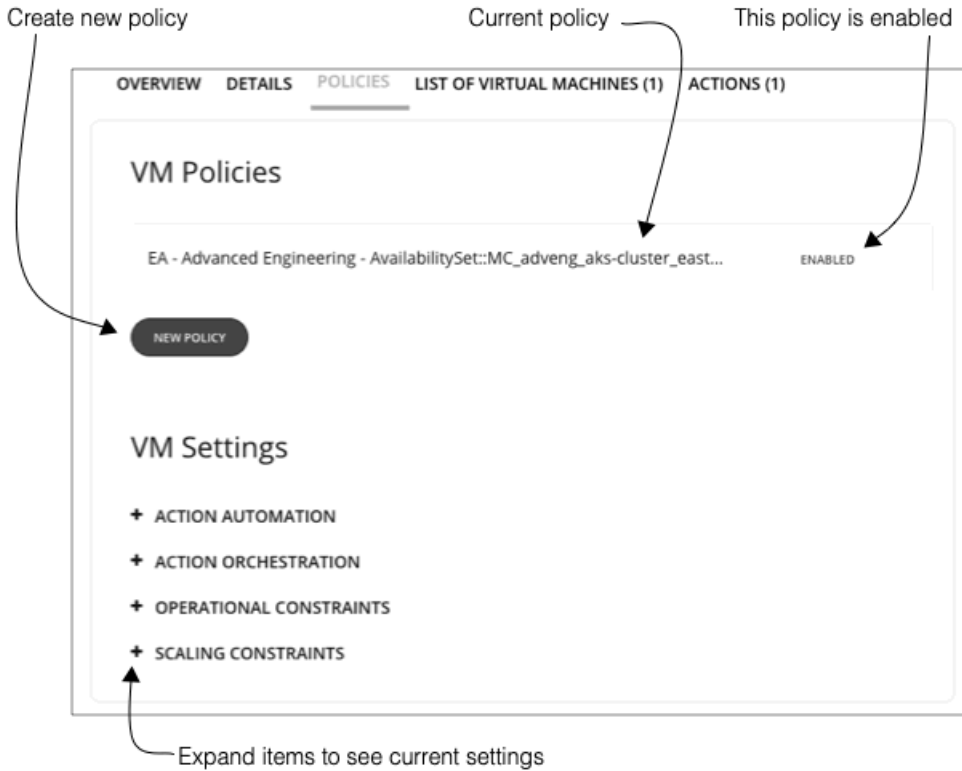 Create new policy
Current policy
This policy is enabled
OVERVIEW DETAILS POLICIES LIST OF VIRTUAL MACHINES (1) ACTIONS (1)
VM Policies
EA - Advanced Engineering - AvailabilitySet::MC_adveng_aks-cluster_east... ENABLED
NEW POLICY
VM Settings
+ ACTION AUTOMATION
+ ACTION ORCHESTRATION
+ OPERATIONAL CONSTRAINTS
+ SCALING CONSTRAINTS
Expand items to see current settings